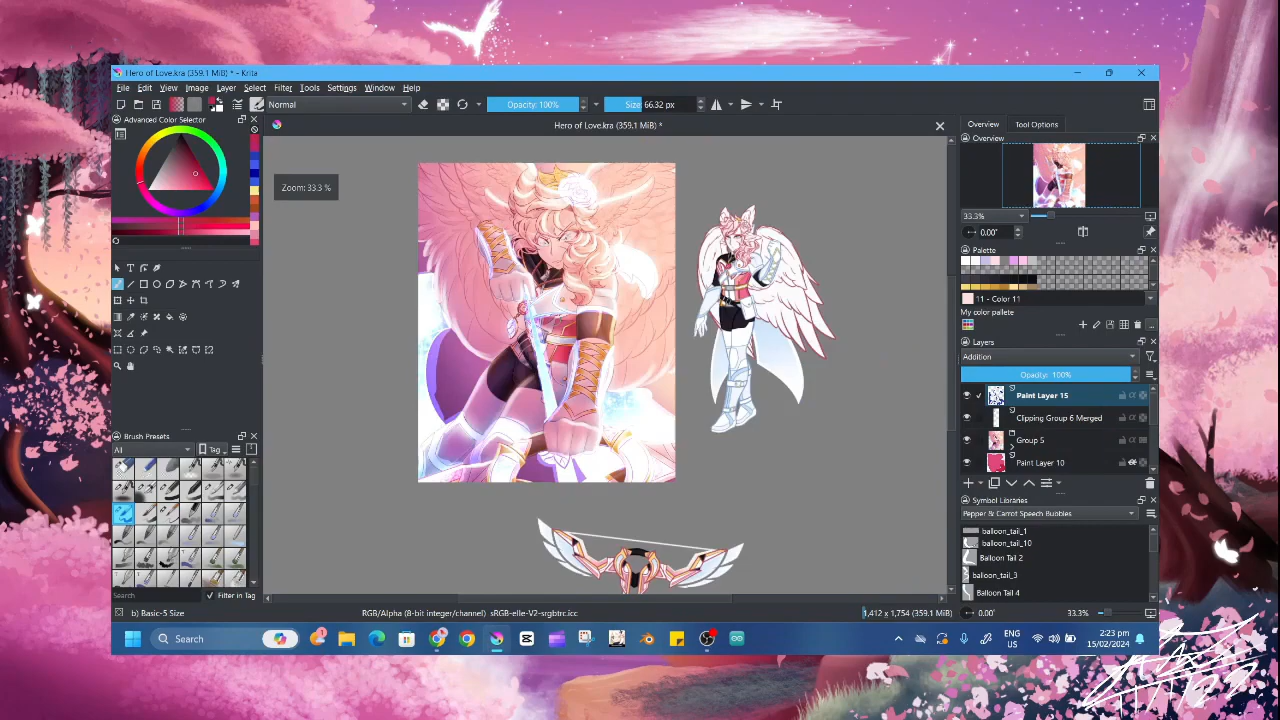 Hero of Love.kra (359.1 MiB) * - Krita
File Edit View Image Layer Select Filter Tools Settings Window Help
Normal
Opacity: 100%
Size: 66.32 px
Advanced Color Selector
Hero of Love.kra (359.1 MiB) *
Zoom: 33.3 %
Brush Presets
All
Tag
Search
Filter in Tag
Overview Tool Options
Overview
33.3%
0.00°
Palette
11 - Color 11
My color pallete
...
Layers
Addition
Opacity: 100%
Paint Layer 15
Clipping Group 6 Merged
Group 5
Paint Layer 10
Symbol Libraries
Pepper & Carrot Speech Bubbles
balloon_tail_1
balloon_tail_10
Balloon Tail 2
balloon_tail_3
Balloon Tail 4
b) Basic-5 Size
RGB/Alpha (8-bit integer/channel) sRGB-elle-V2-srgbtrc.icc
1,412 x 1,754 (359.1 MiB)
0.00°
33.3%
Search
ENG
US
2:23 pm
15/02/2024